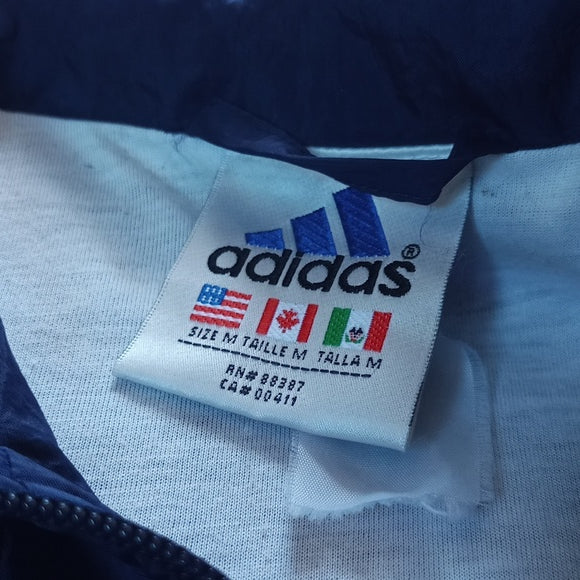 adidas®
SIZE M TAILLE M TALLA M
RN# 88387
CA# 00411